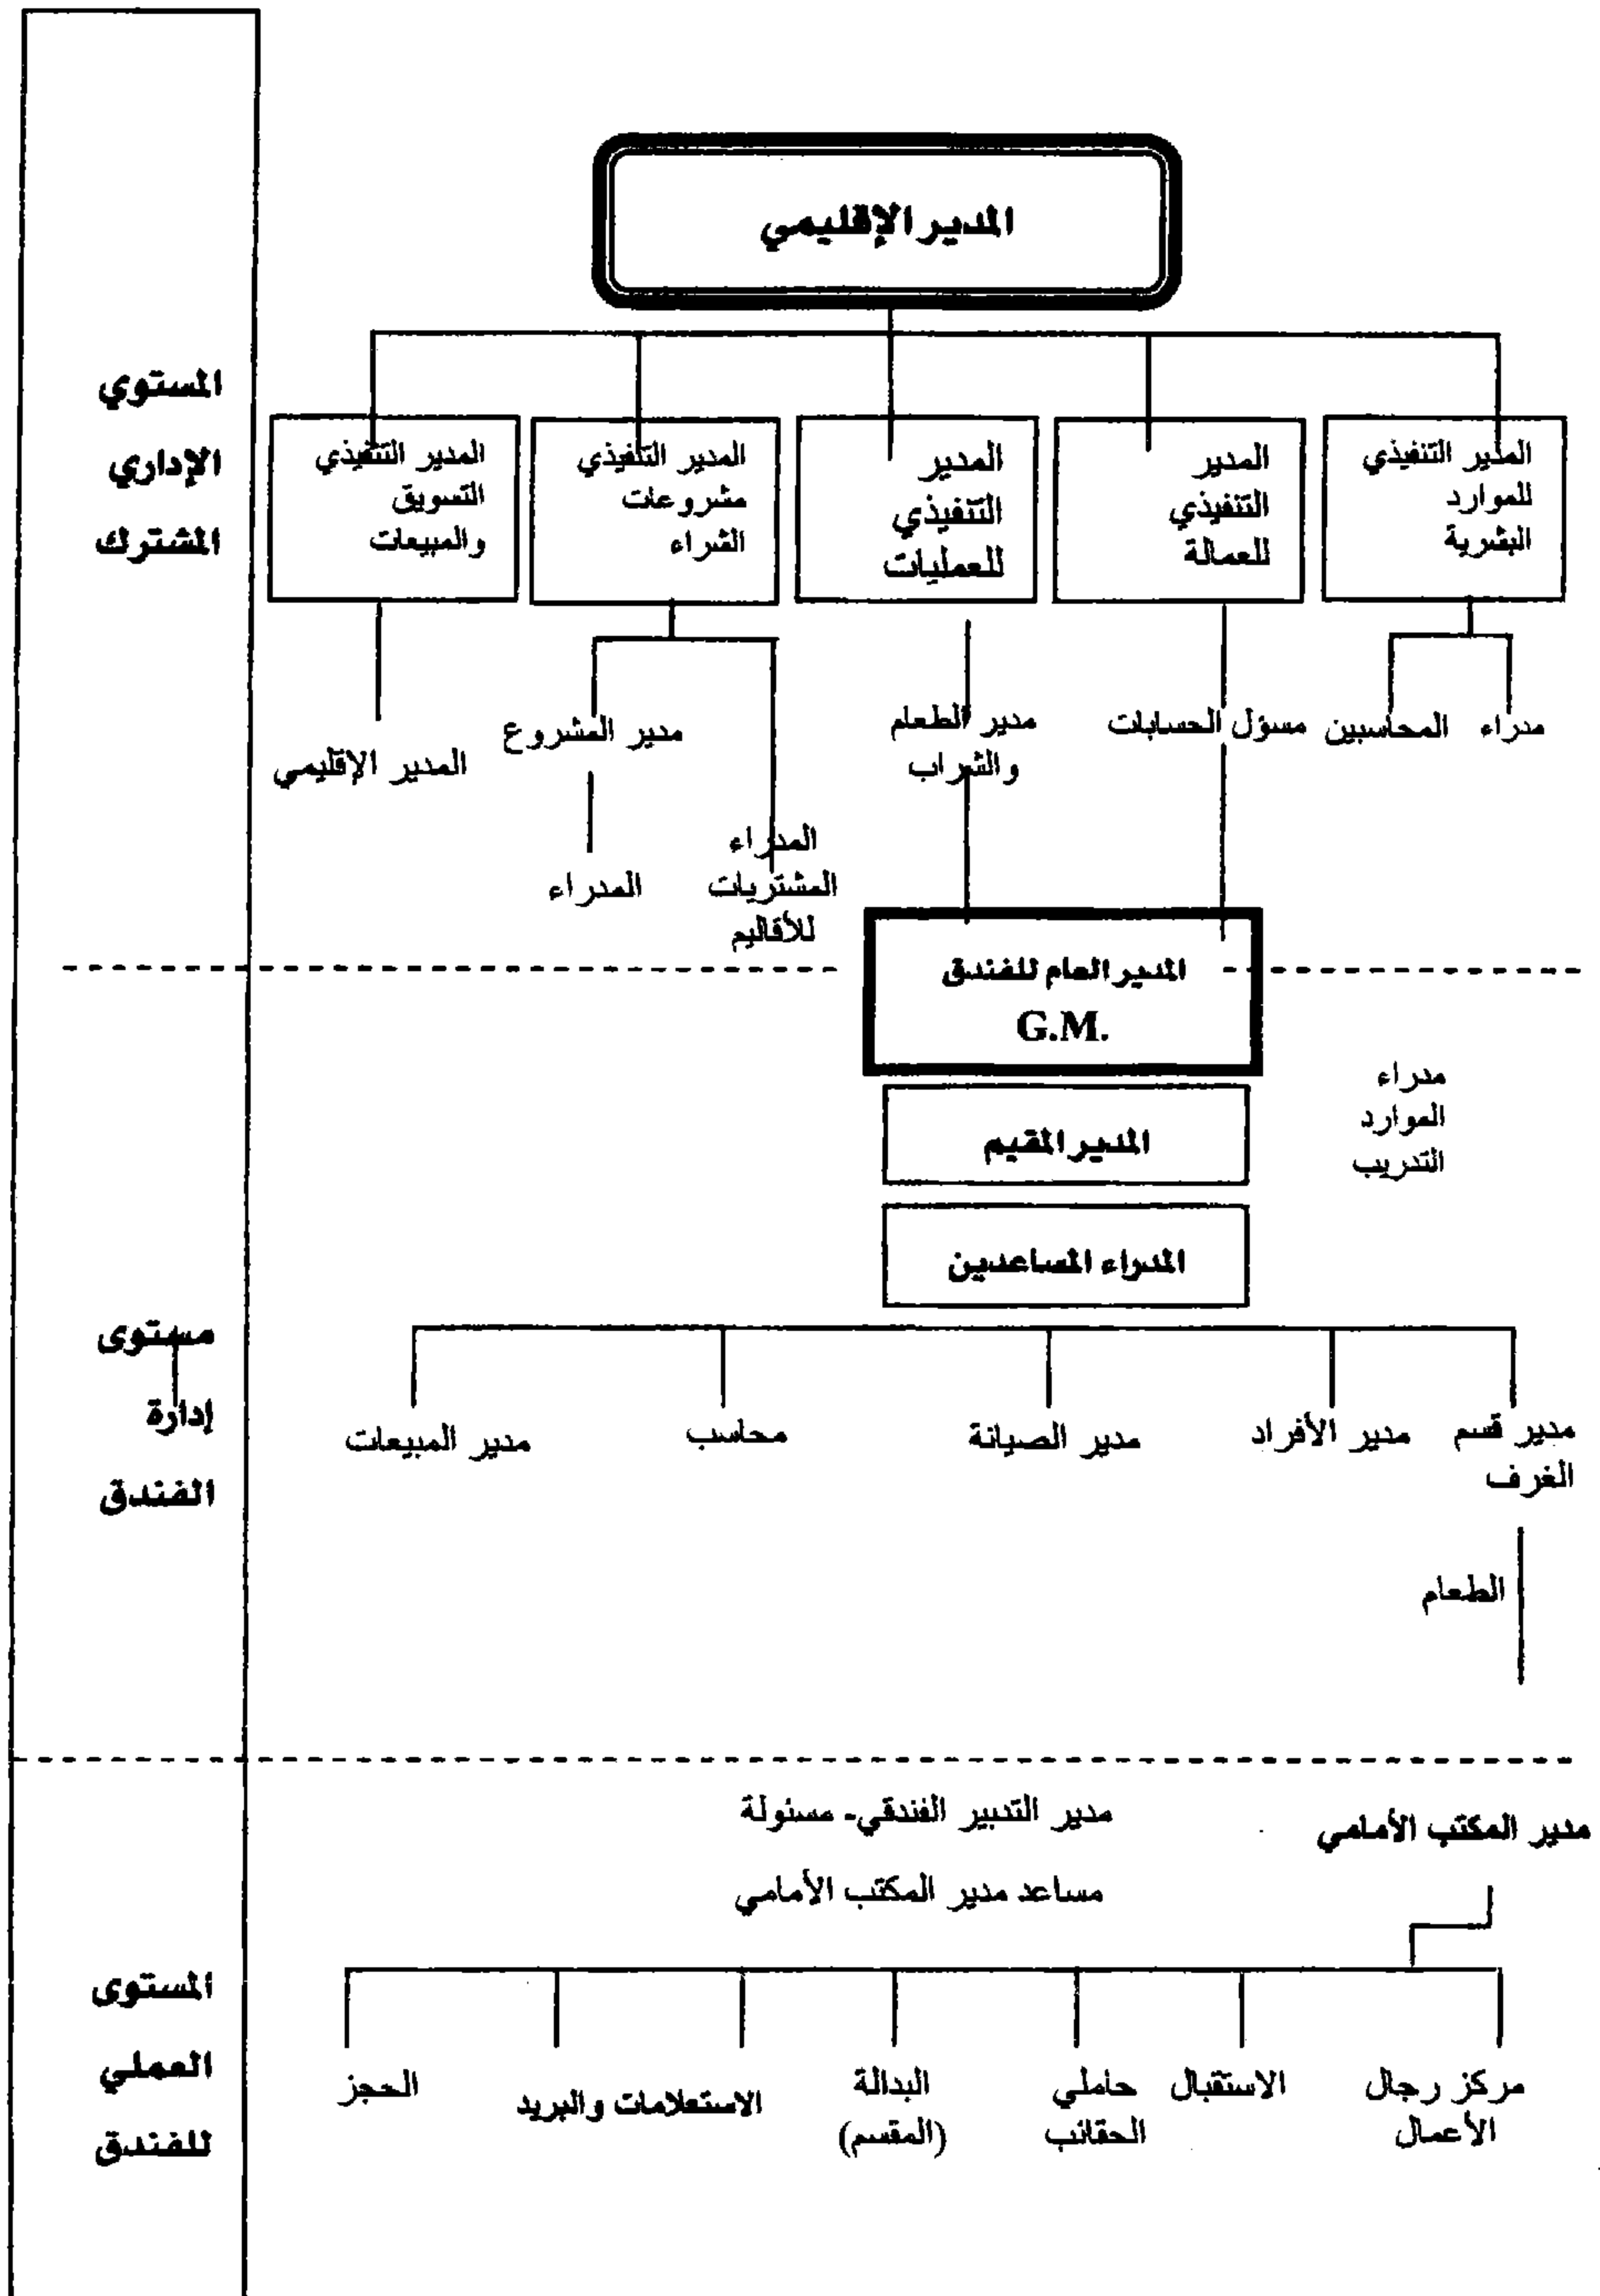 المدير الإقليمي
المستوي
الإداري
المشترك
المدير التنفيذي
للموارد
البشرية
المدير
التنفيذي
للعمالة
المدير
التنفيذي
للعمليات
المدير التنفيذي
مشروعات
الشراء
المدير التنفيذي
التسويق
والمبيعات
مدراء
المحاسبين
مسؤل الحسابات
مدير الطعام
والشراب
مدير المشروع
المدير الإقليمي
المدراء
المشتريات
للأقاليم
المدراء
المدير العام للفندق
G.M.
مدراء
الموارد
التدريب
المدير المقيم
المدراء المساعدين
مستوى
إدارة
الفندق
مدير قسم
الغرف
مدير الأفراد
مدير الصيانة
محاسب
مدير المبيعات
الطعام
مدير المكتب الأمامي
مدير التدبير الفندقي- مسئولة
مساعد مدير المكتب الأمامي
المستوى
العملي
للفندق
مركز رجال
الأعمال
الاستقبال
حاملي
الحقائب
البدالة
(المقسم)
الاستعلامات والبريد
الحجز